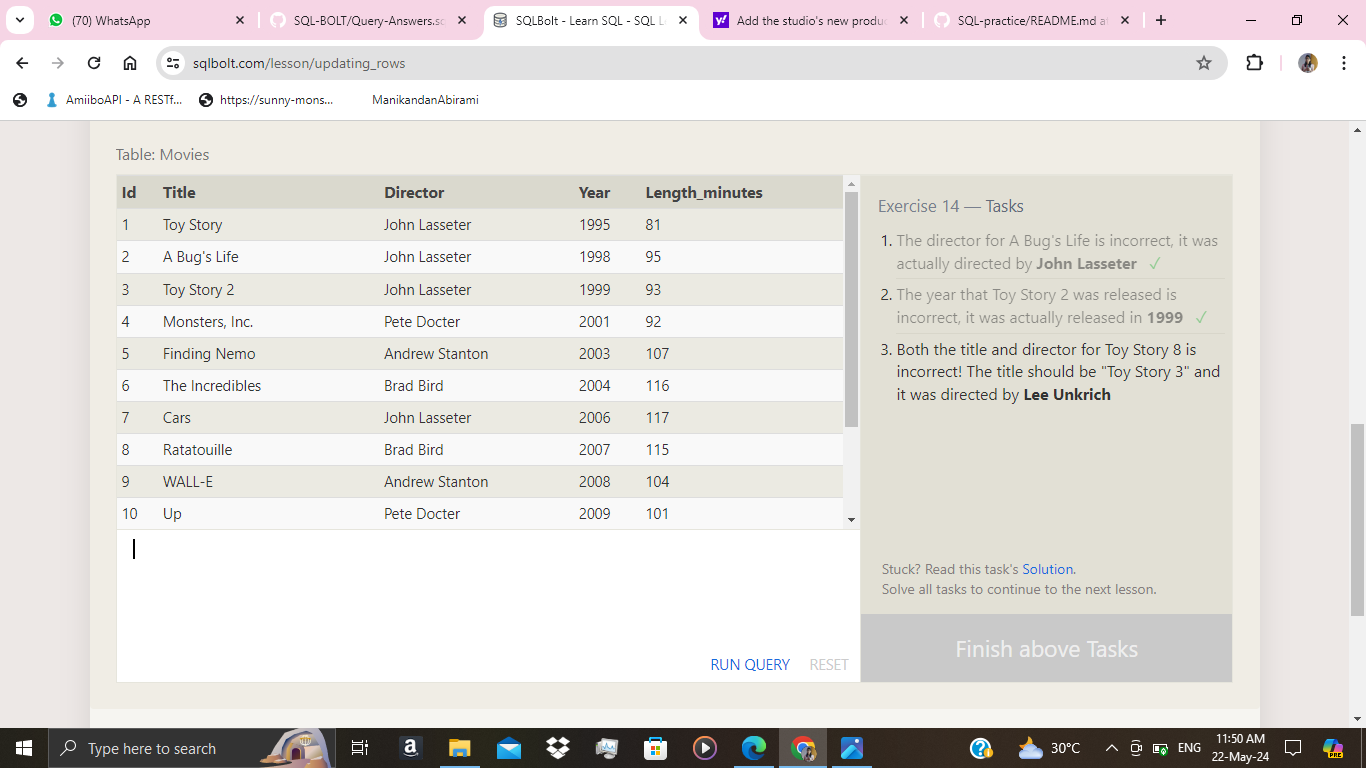 (70) WhatsApp
SQL-BOLT/Query-Answers.sc
SQLBolt - Learn SQL - SQL L
Add the studio's new produc
SQL-practice/README.md a
sqlbolt.com/lesson/updating_rows
AmiiboAPI - A RESTf...
https://sunny-mons...
ManikandanAbirami
Table: Movies
Id Title Director Year Length_minutes
1 Toy Story John Lasseter 1995 81
2 A Bug's Life John Lasseter 1998 95
3 Toy Story 2 John Lasseter 1999 93
4 Monsters, Inc. Pete Docter 2001 92
5 Finding Nemo Andrew Stanton 2003 107
6 The Incredibles Brad Bird 2004 116
7 Cars John Lasseter 2006 117
8 Ratatouille Brad Bird 2007 115
9 WALL-E Andrew Stanton 2008 104
10 Up Pete Docter 2009 101
RUN QUERY RESET
Exercise 14 — Tasks
1. The director for A Bug's Life is incorrect, it was
actually directed by John Lasseter ✓
2. The year that Toy Story 2 was released is
incorrect, it was actually released in 1999 ✓
3. Both the title and director for Toy Story 8 is
incorrect! The title should be "Toy Story 3" and
it was directed by Lee Unkrich
Stuck? Read this task's Solution.
Solve all tasks to continue to the next lesson.
Finish above Tasks
Type here to search
30°C
ENG
11:50 AM
22-May-24
PRE